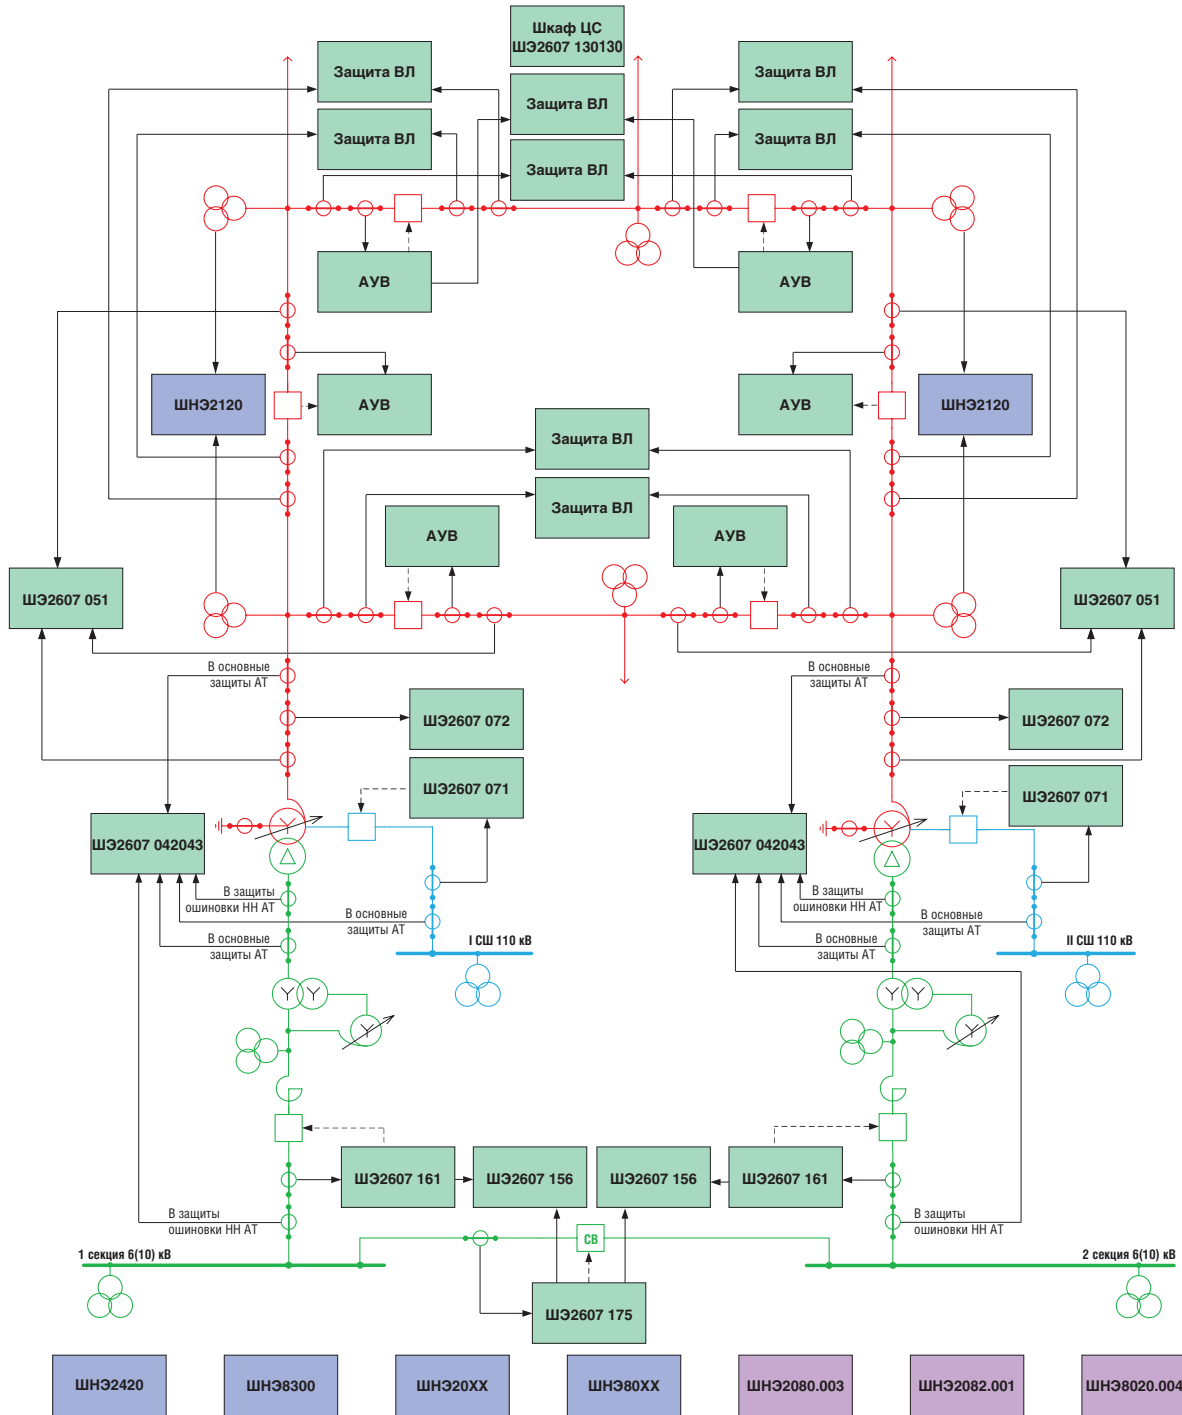 Шкаф ЦС
ШЭ2607 130130
Защита ВЛ
Защита ВЛ
Защита ВЛ
Защита ВЛ
Защита ВЛ
Защита ВЛ
АУВ
АУВ
ШНЭ2120
АУВ
АУВ
ШНЭ2120
Защита ВЛ
Защита ВЛ
АУВ
АУВ
ШЭ2607 051
ШЭ2607 051
В основные
защиты АТ
В основные
защиты АТ
ШЭ2607 072
ШЭ2607 072
ШЭ2607 071
ШЭ2607 071
ШЭ2607 042043
ШЭ2607 042043
В защиты
ошиновки НН АТ
В основные
защиты АТ
В основные
защиты АТ
I СШ 110 кВ
В защиты
ошиновки НН АТ
В основные
защиты АТ
В основные
защиты АТ
II СШ 110 кВ
ШЭ2607 161
ШЭ2607 156
ШЭ2607 156
ШЭ2607 161
В защиты
ошиновки НН АТ
В защиты
ошиновки НН АТ
СВ
1 секция 6(10) кВ
2 секция 6(10) кВ
ШЭ2607 175
ШНЭ2420
ШНЭ8300
ШНЭ20XX
ШНЭ80XX
ШНЭ2080.003
ШНЭ2082.001
ШНЭ8020.004